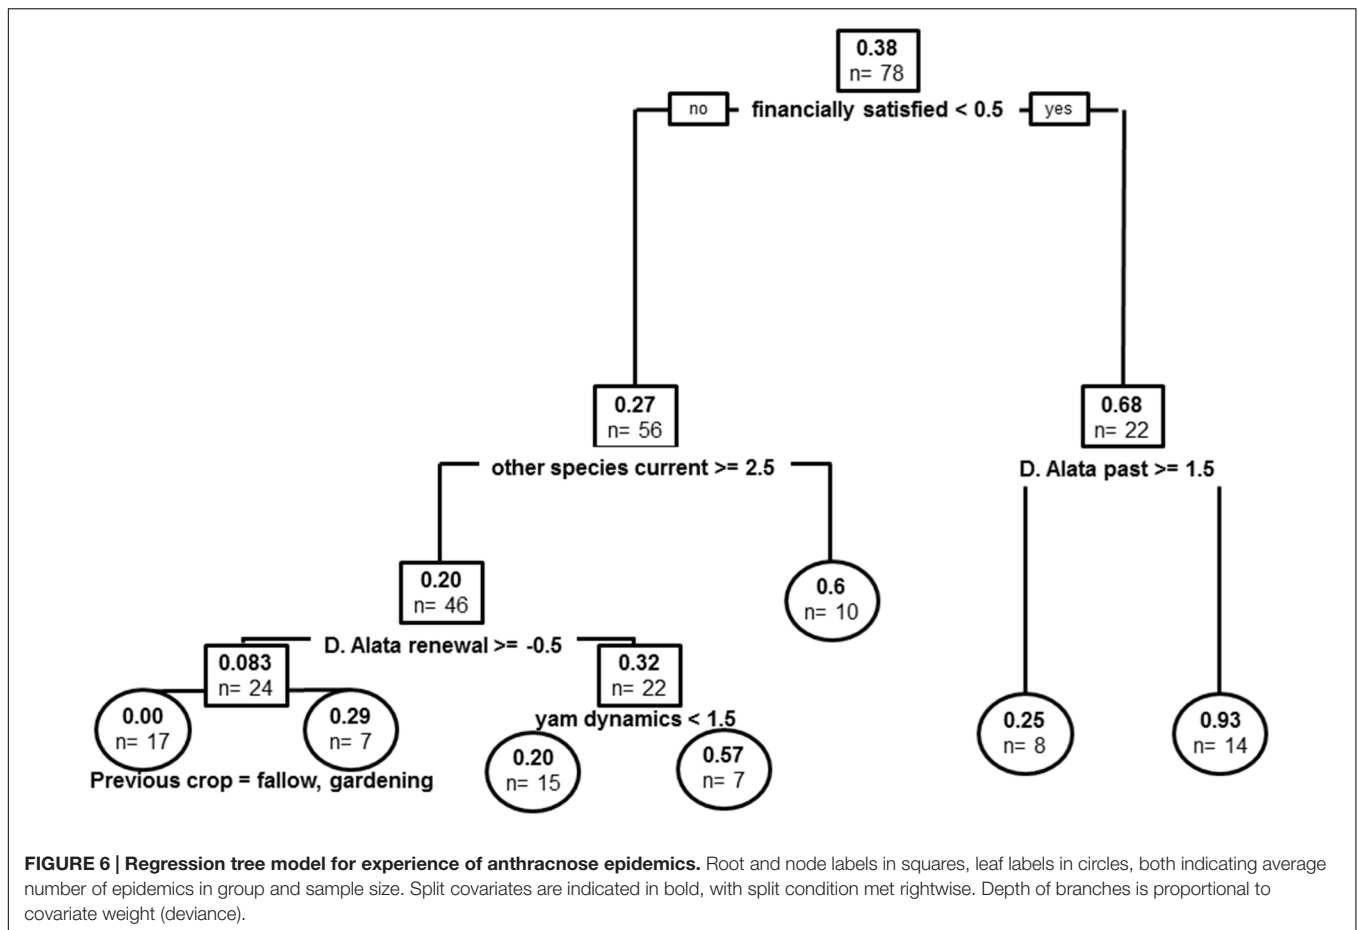 0.38
n= 78
no
financially satisfied < 0.5
yes
0.27
n= 56
0.68
n= 22
other species current >= 2.5
D. Alata past >= 1.5
0.20
n= 46
0.6
n= 10
D. Alata renewal >= -0.5
0.083
n= 24
0.32
n= 22
0.00
n= 17
0.29
n= 7
yam dynamics < 1.5
0.20
n= 15
0.57
n= 7
0.25
n= 8
0.93
n= 14
Previous crop = fallow, gardening
FIGURE 6 | Regression tree model for experience of anthracnose epidemics. Root and node labels in squares, leaf labels in circles, both indicating average
number of epidemics in group and sample size. Split covariates are indicated in bold, with split condition met rightwise. Depth of branches is proportional to
covariate weight (deviance).